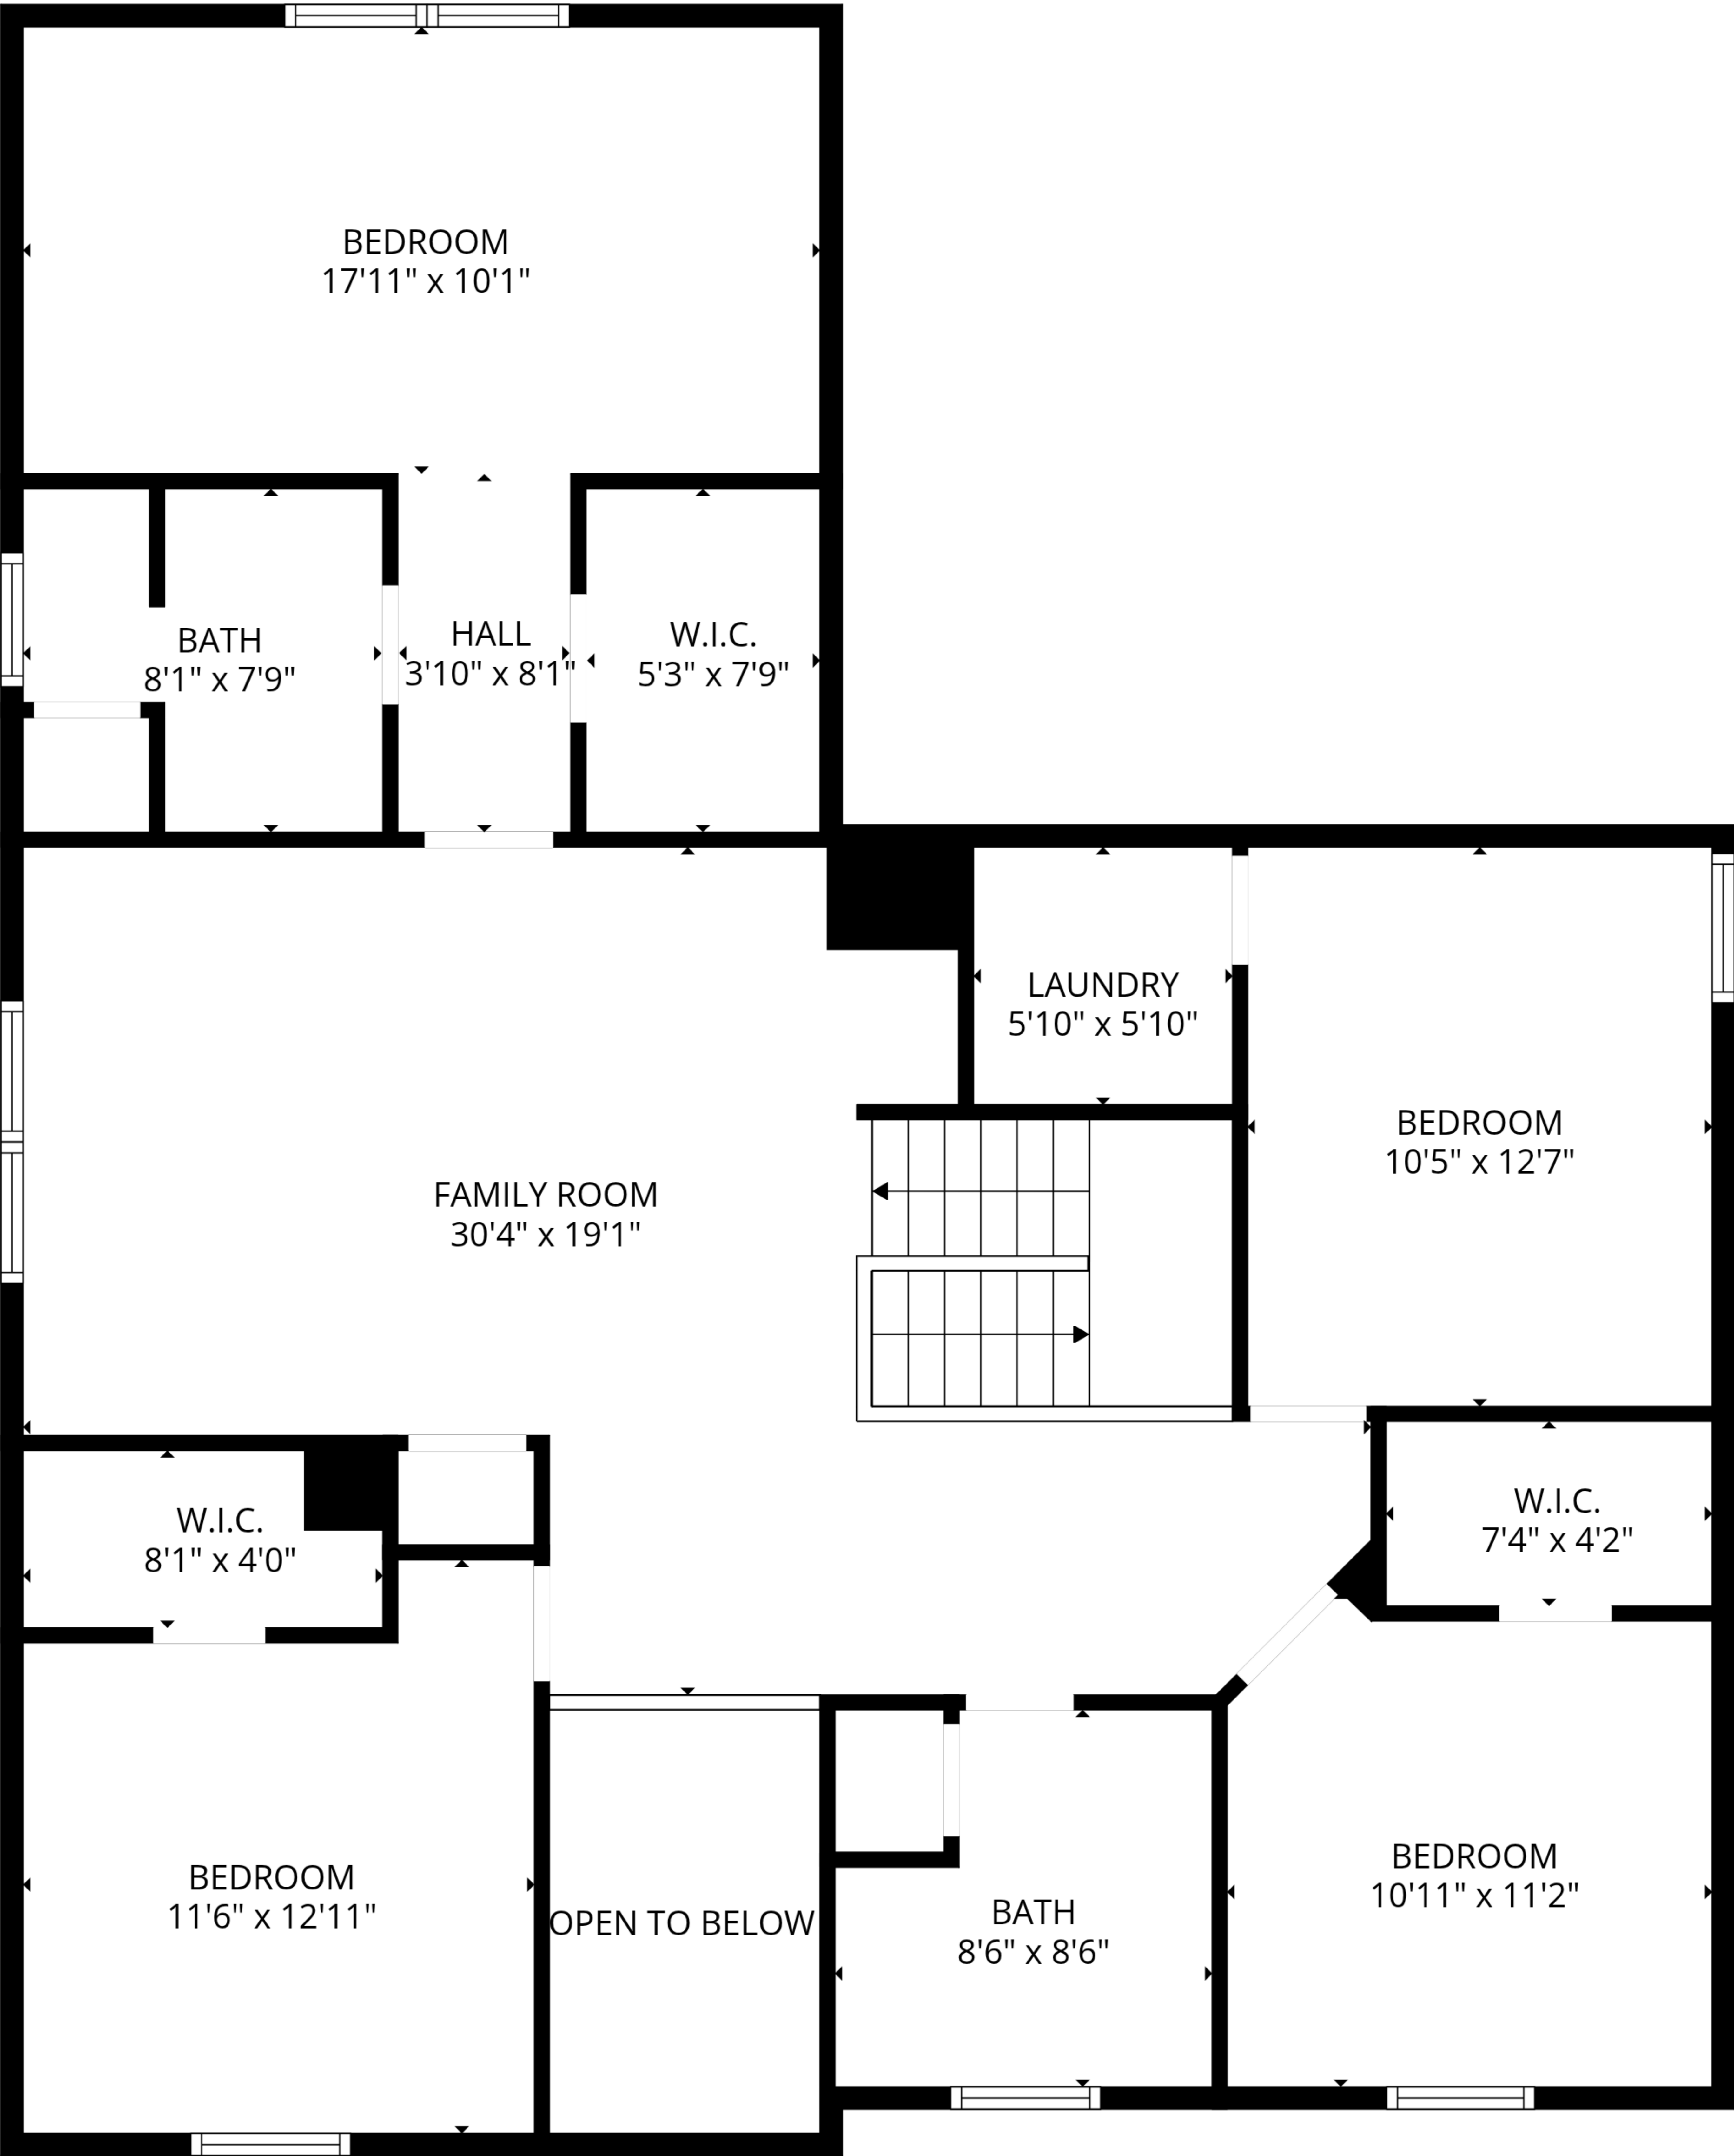 BEDROOM
17'11" x 10'1"
BATH
8'1" x 7'9"
HALL
3'10" x 8'1"
W.I.C.
5'3" x 7'9"
LAUNDRY
5'10" x 5'10"
BEDROOM
10'5" x 12'7"
FAMILY ROOM
30'4" x 19'1"
W.I.C.
8'1" x 4'0"
W.I.C.
7'4" x 4'2"
BEDROOM
11'6" x 12'11"
OPEN TO BELOW
BATH
8'6" x 8'6"
BEDROOM
10'11" x 11'2"